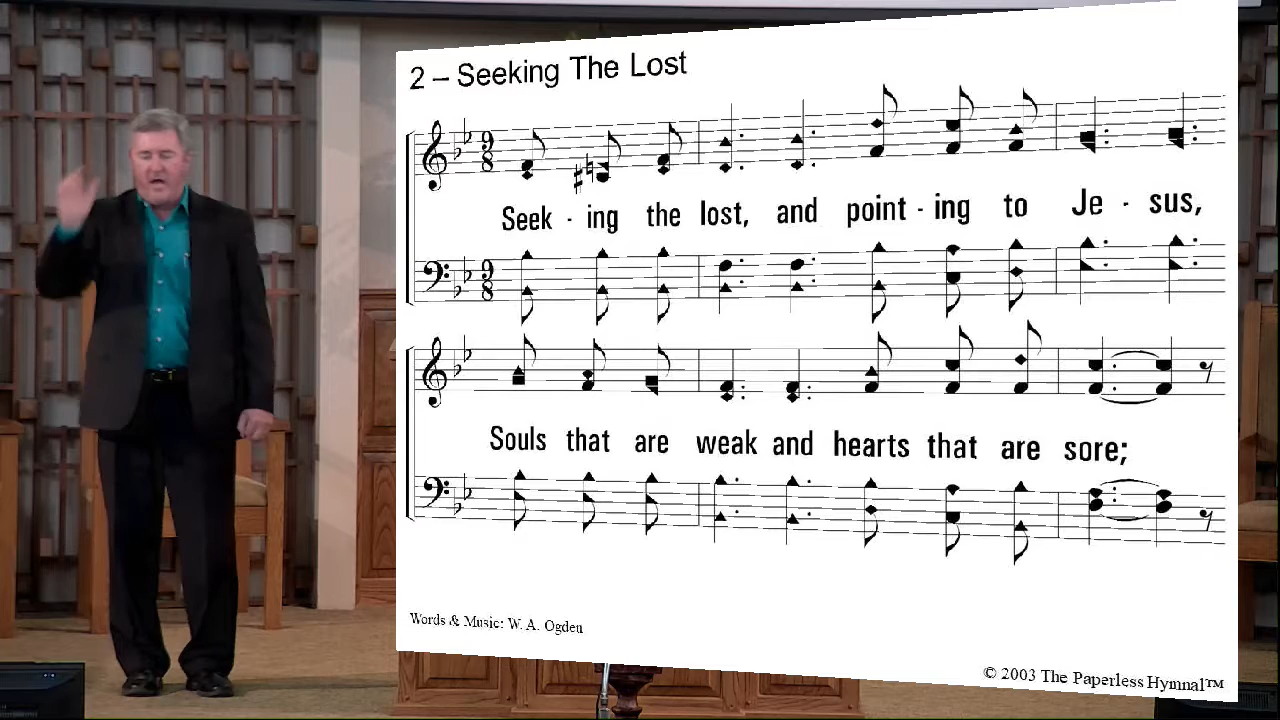 2 – Seeking The Lost
Seek - ing the lost, and point - ing to Je - sus,
Souls that are weak and hearts that are sore;
Words & Music: W. A. Ogden
© 2003 The Paperless Hymnal™